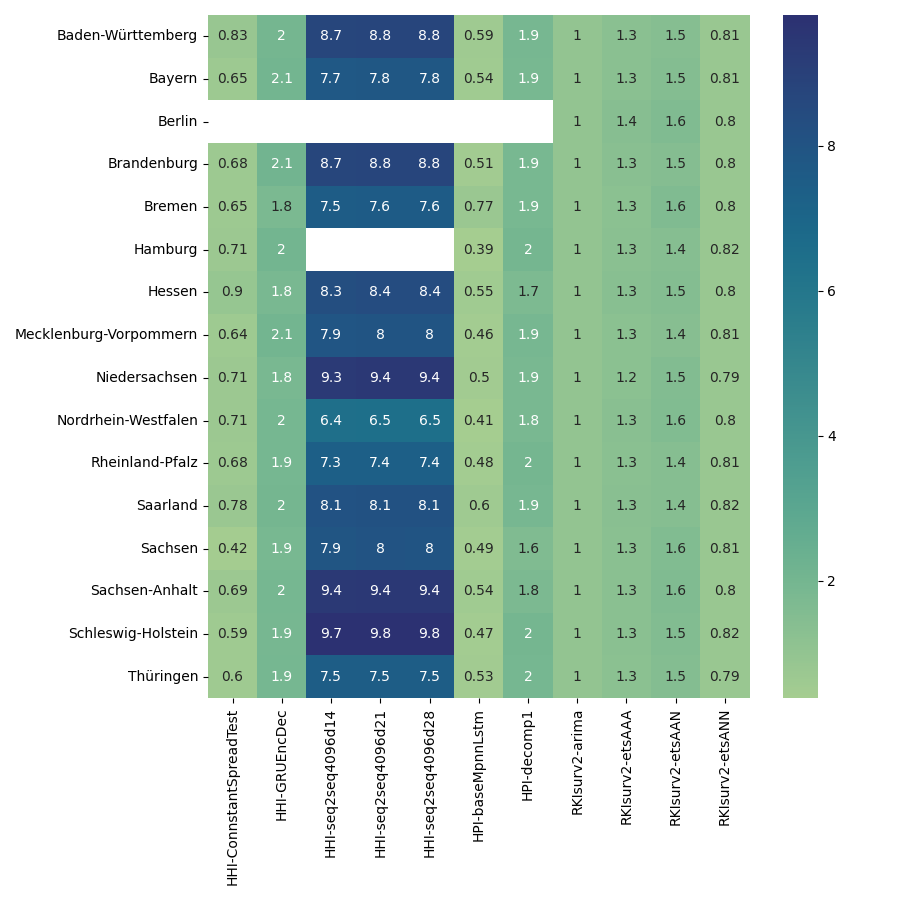 Baden-Württemberg 0.83 2 8.7 8.8 8.8 0.59 1.9 1 1.3 1.5 0.81
Bayern 0.65 2.1 7.7 7.8 7.8 0.54 1.9 1 1.3 1.5 0.81
Berlin 1 1.4 1.6 0.8
8
Brandenburg 0.68 2.1 8.7 8.8 8.8 0.51 1.9 1 1.3 1.5 0.8
Bremen 0.65 1.8 7.5 7.6 7.6 0.77 1.9 1 1.3 1.6 0.8
Hamburg 0.71 2 0.39 2 1 1.3 1.4 0.82
Hessen 0.9 1.8 8.3 8.4 8.4 0.55 1.7 1 1.3 1.5 0.8
6
Mecklenburg-Vorpommern 0.64 2.1 7.9 8 8 0.46 1.9 1 1.3 1.4 0.81
Niedersachsen 0.71 1.8 9.3 9.4 9.4 0.5 1.9 1 1.2 1.5 0.79
Nordrhein-Westfalen 0.71 2 6.4 6.5 6.5 0.41 1.8 1 1.3 1.6 0.8
4
Rheinland-Pfalz 0.68 1.9 7.3 7.4 7.4 0.48 2 1 1.3 1.4 0.81
Saarland 0.78 2 8.1 8.1 8.1 0.6 1.9 1 1.3 1.4 0.82
Sachsen 0.42 1.9 7.9 8 8 0.49 1.6 1 1.3 1.6 0.81
2
Sachsen-Anhalt 0.69 2 9.4 9.4 9.4 0.54 1.8 1 1.3 1.6 0.8
Schleswig-Holstein 0.59 1.9 9.7 9.8 9.8 0.47 2 1 1.3 1.5 0.82
Thüringen 0.6 1.9 7.5 7.5 7.5 0.53 2 1 1.3 1.5 0.79
HHI-ConnstantSpreadTest
HHI-GRUEncDec
HHI-seq2seq4096d14
HHI-seq2seq4096d21
HHI-seq2seq4096d28
HPI-baseMpnnLstm
HPI-decomp1
RKIsurv2-arima
RKIsurv2-etsAAA
RKIsurv2-etsAAN
RKIsurv2-etsANN